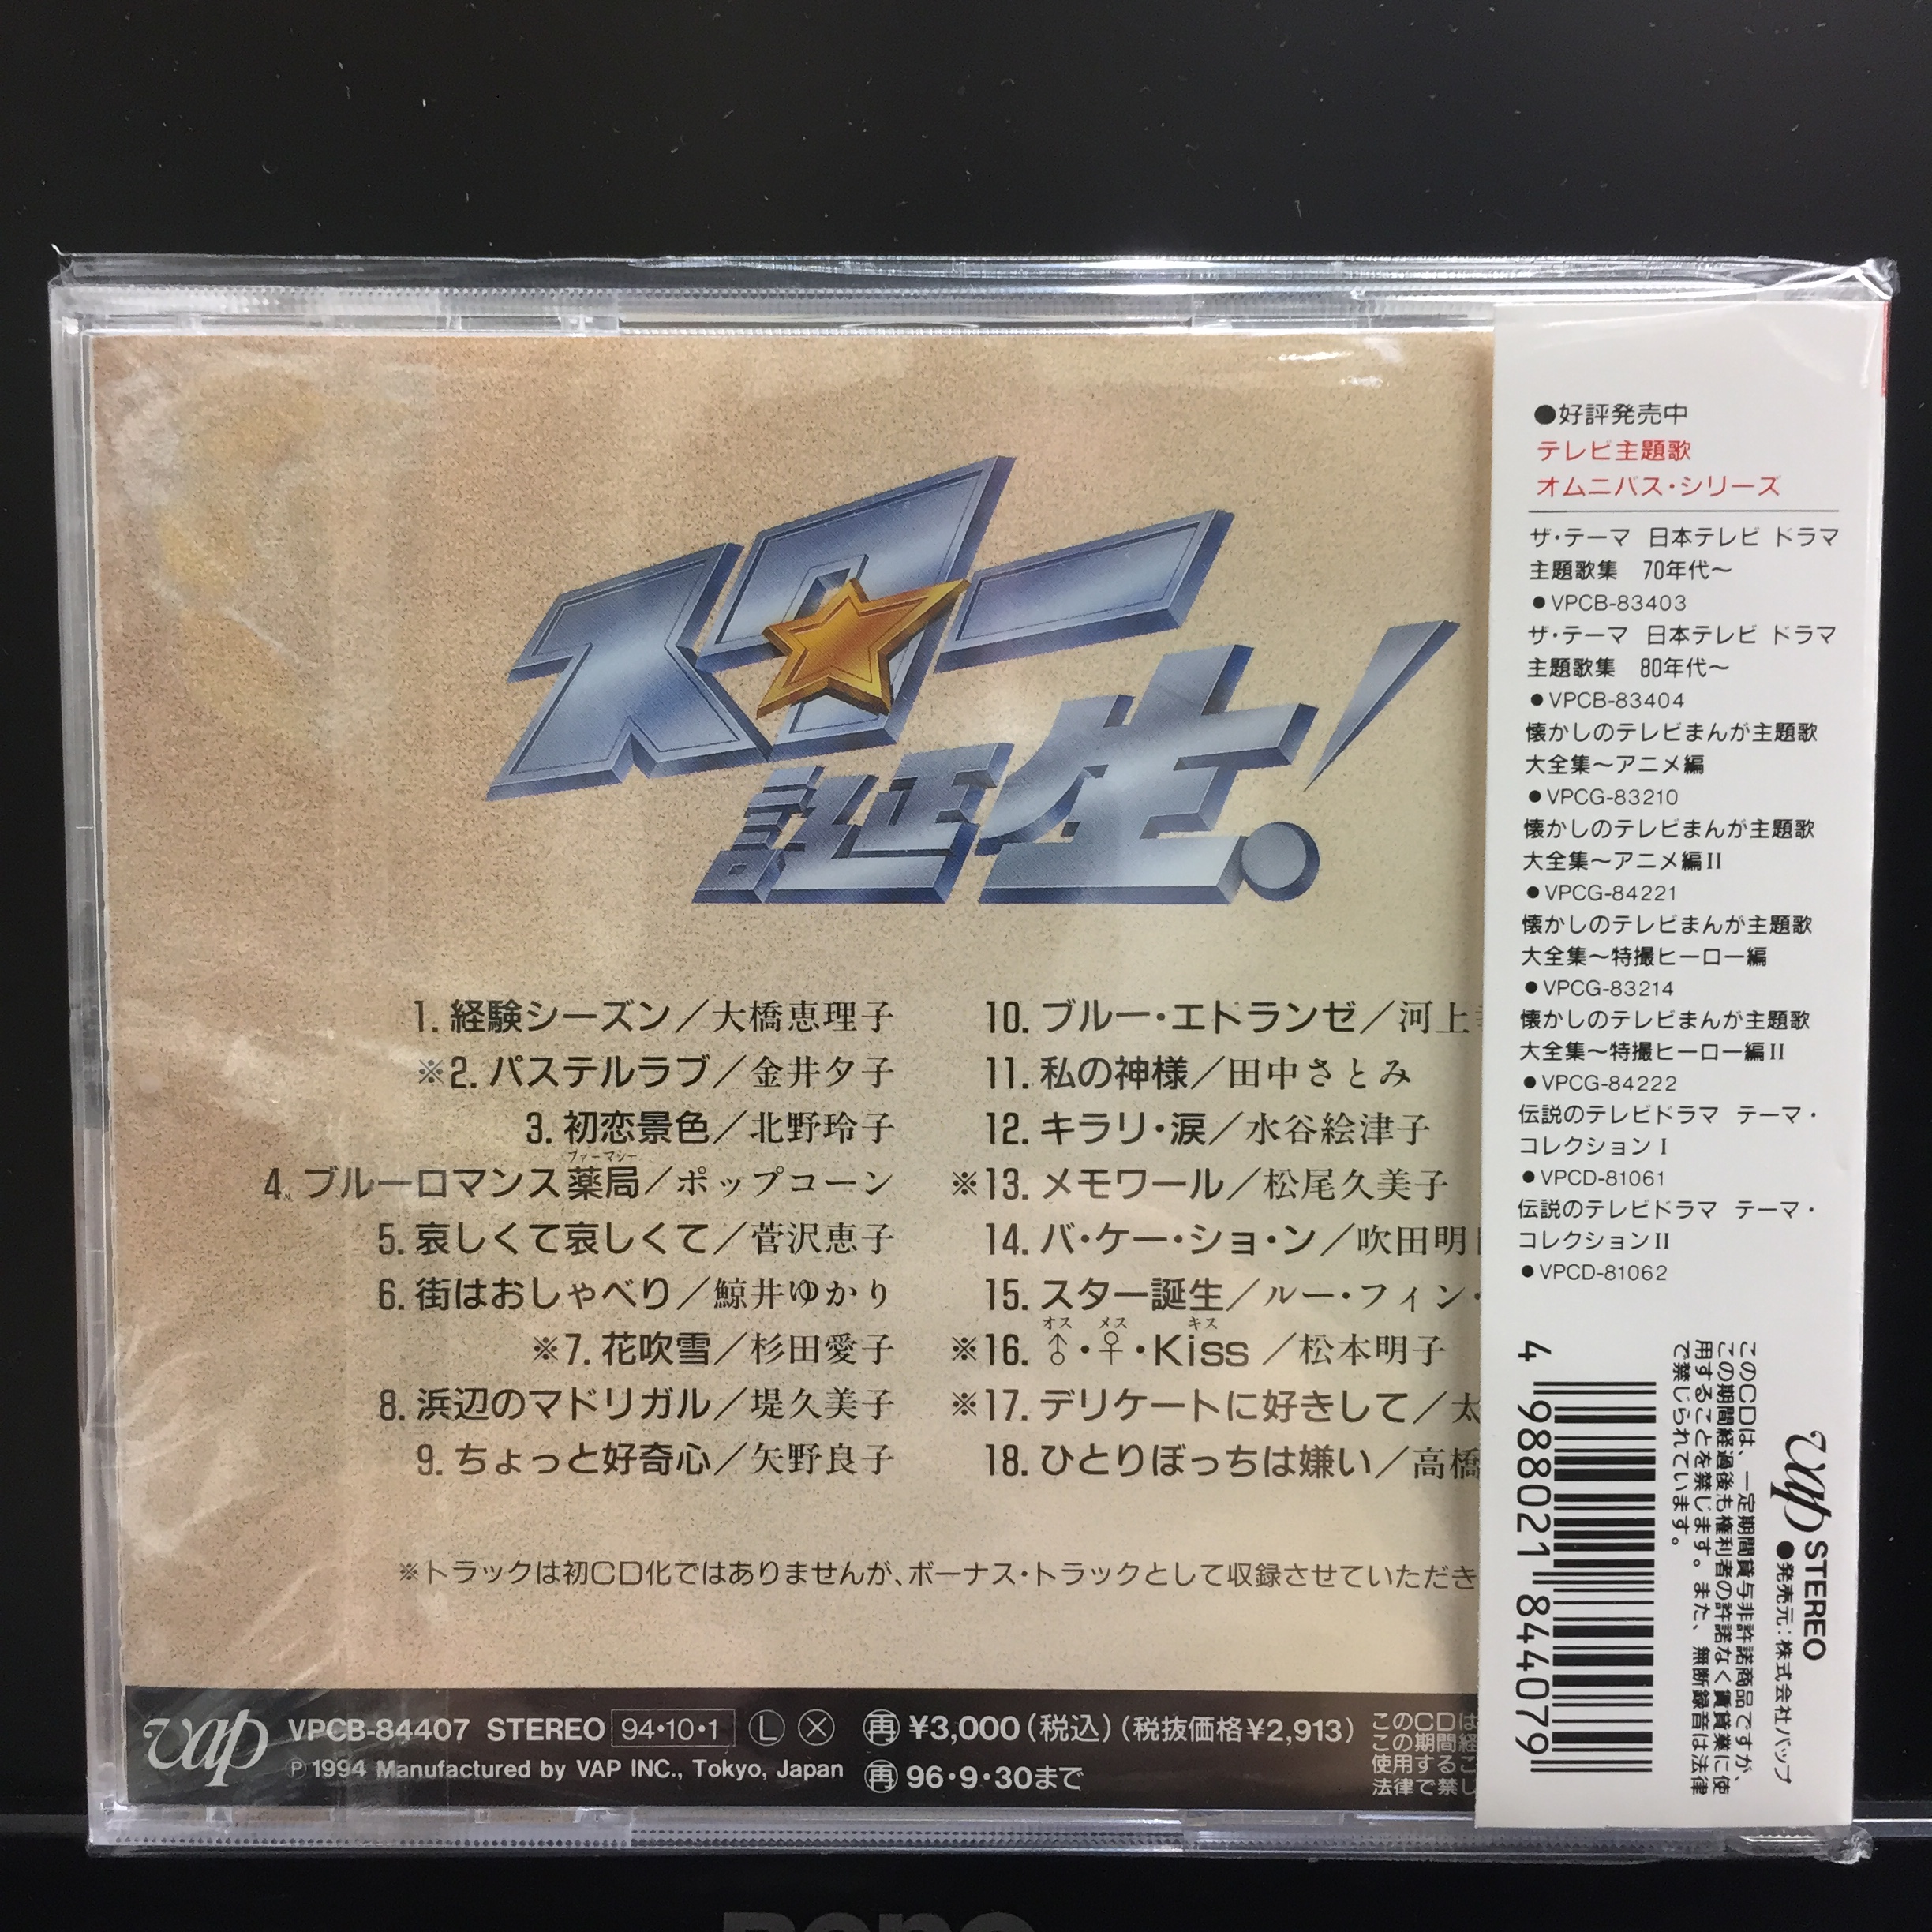 スター
誕生!
1. 経験シーズン／大橋恵理子
※2. パステルラブ／金井夕子
3. 初恋景色／北野玲子
ファーマシー
4. ブルーロマンス薬局／ポップコーン
5. 哀しくて哀しくて／菅沢恵子
6. 街はおしゃべり／鯨井ゆかり
※7. 花吹雪／杉田愛子
8. 浜辺のマドリガル／堤久美子
9. ちょっと好奇心／矢野良子
10. ブルー・エトランゼ／河上
11. 私の神様／田中さとみ
12. キラリ・涙／水谷絵津子
※13. メモワール／松尾久美子
14. バ・ケー・ショ・ン／吹田明
15. スター誕生／ルー・フィン・
オス メス キス
※16. ♂・♀・Kiss／松本明子
※17. デリケートに好きして／太
18. ひとりぼっちは嫌い／高橋
※トラックは初CD化ではありませんが、ボーナス・トラックとして収録させていただき
vap VPCB-84407 STEREO 94・10・1 Ⓛ Ⓧ ㊢ ¥3,000(税込)(税抜価格¥2,913)
Ⓟ1994 Manufactured by VAP INC., Tokyo, Japan 再 96・9・30まで
このCDは
この期間経
使用するこ
法律で禁じ
●好評発売中
テレビ主題歌
オムニバス・シリーズ
ザ・テーマ 日本テレビ ドラマ
主題歌集 70年代～
●VPCB-83403
ザ・テーマ 日本テレビ ドラマ
主題歌集 80年代～
●VPCB-83404
懐かしのテレビまんが主題歌
大全集～アニメ編
●VPCG-83210
懐かしのテレビまんが主題歌
大全集～アニメ編II
●VPCG-84221
懐かしのテレビまんが主題歌
大全集～特撮ヒーロー編
●VPCG-83214
懐かしのテレビまんが主題歌
大全集～特撮ヒーロー編II
●VPCG-84222
伝説のテレビドラマ テーマ・
コレクションI
●VPCD-81061
伝説のテレビドラマ テーマ・
コレクションII
●VPCD-81062
vap STEREO
●発売元：株式会社バップ
このCDは、一定期間貸与非許諾商品ですが、
この期間経過後も権利者の許諾なく賃貸業に使
用することを禁じます。また、無断録音は法律
で禁じられています。
4 988021 844079